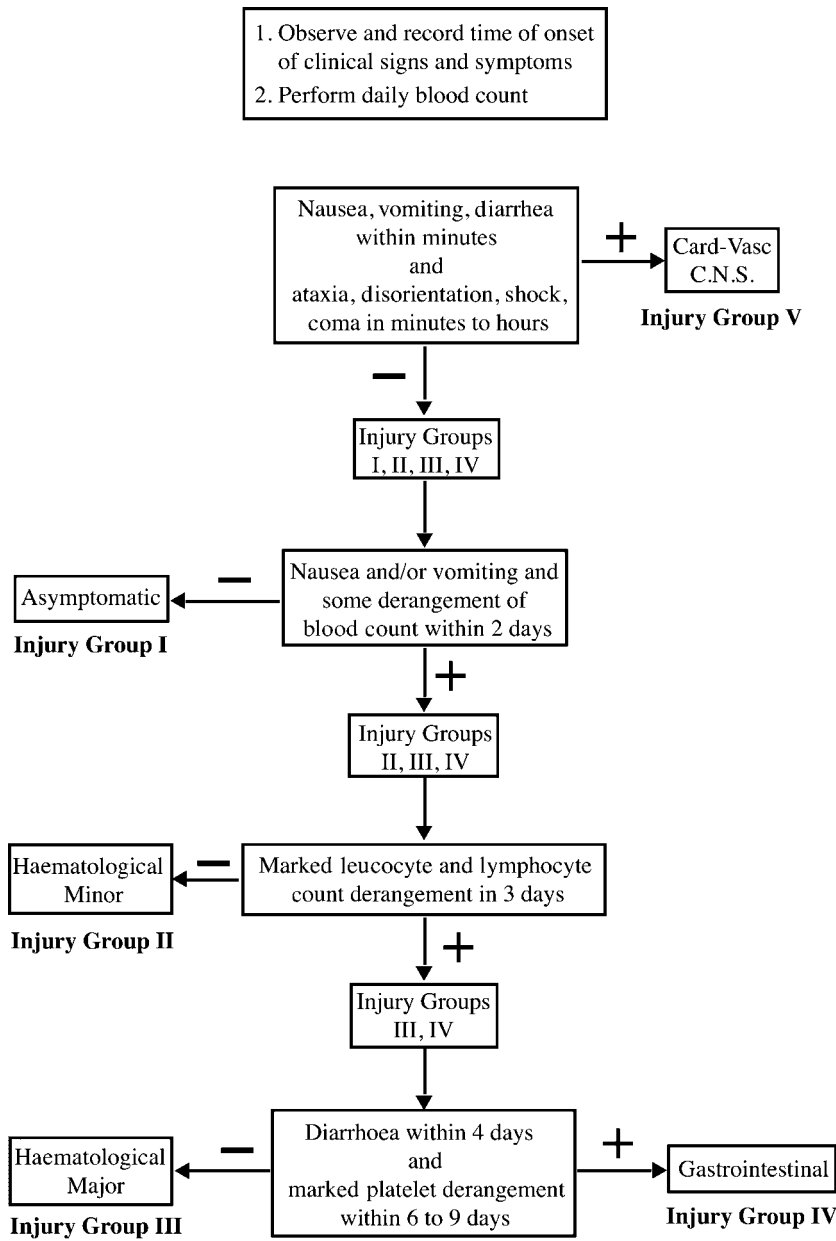 1. Observe and record time of onset
of clinical signs and symptoms
2. Perform daily blood count
Nausea, vomiting, diarrhea
within minutes
and
ataxia, disorientation, shock,
coma in minutes to hours
+
Card-Vasc
C.N.S.
Injury Group V
−
Injury Groups
I, II, III, IV
Nausea and/or vomiting and
some derangement of
blood count within 2 days
−
Asymptomatic
Injury Group I
+
Injury Groups
II, III, IV
Marked leucocyte and lymphocyte
count derangement in 3 days
−
Haematological
Minor
Injury Group II
+
Injury Groups
III, IV
Diarrhoea within 4 days
and
marked platelet derangement
within 6 to 9 days
−
Haematological
Major
Injury Group III
+
Gastrointestinal
Injury Group IV